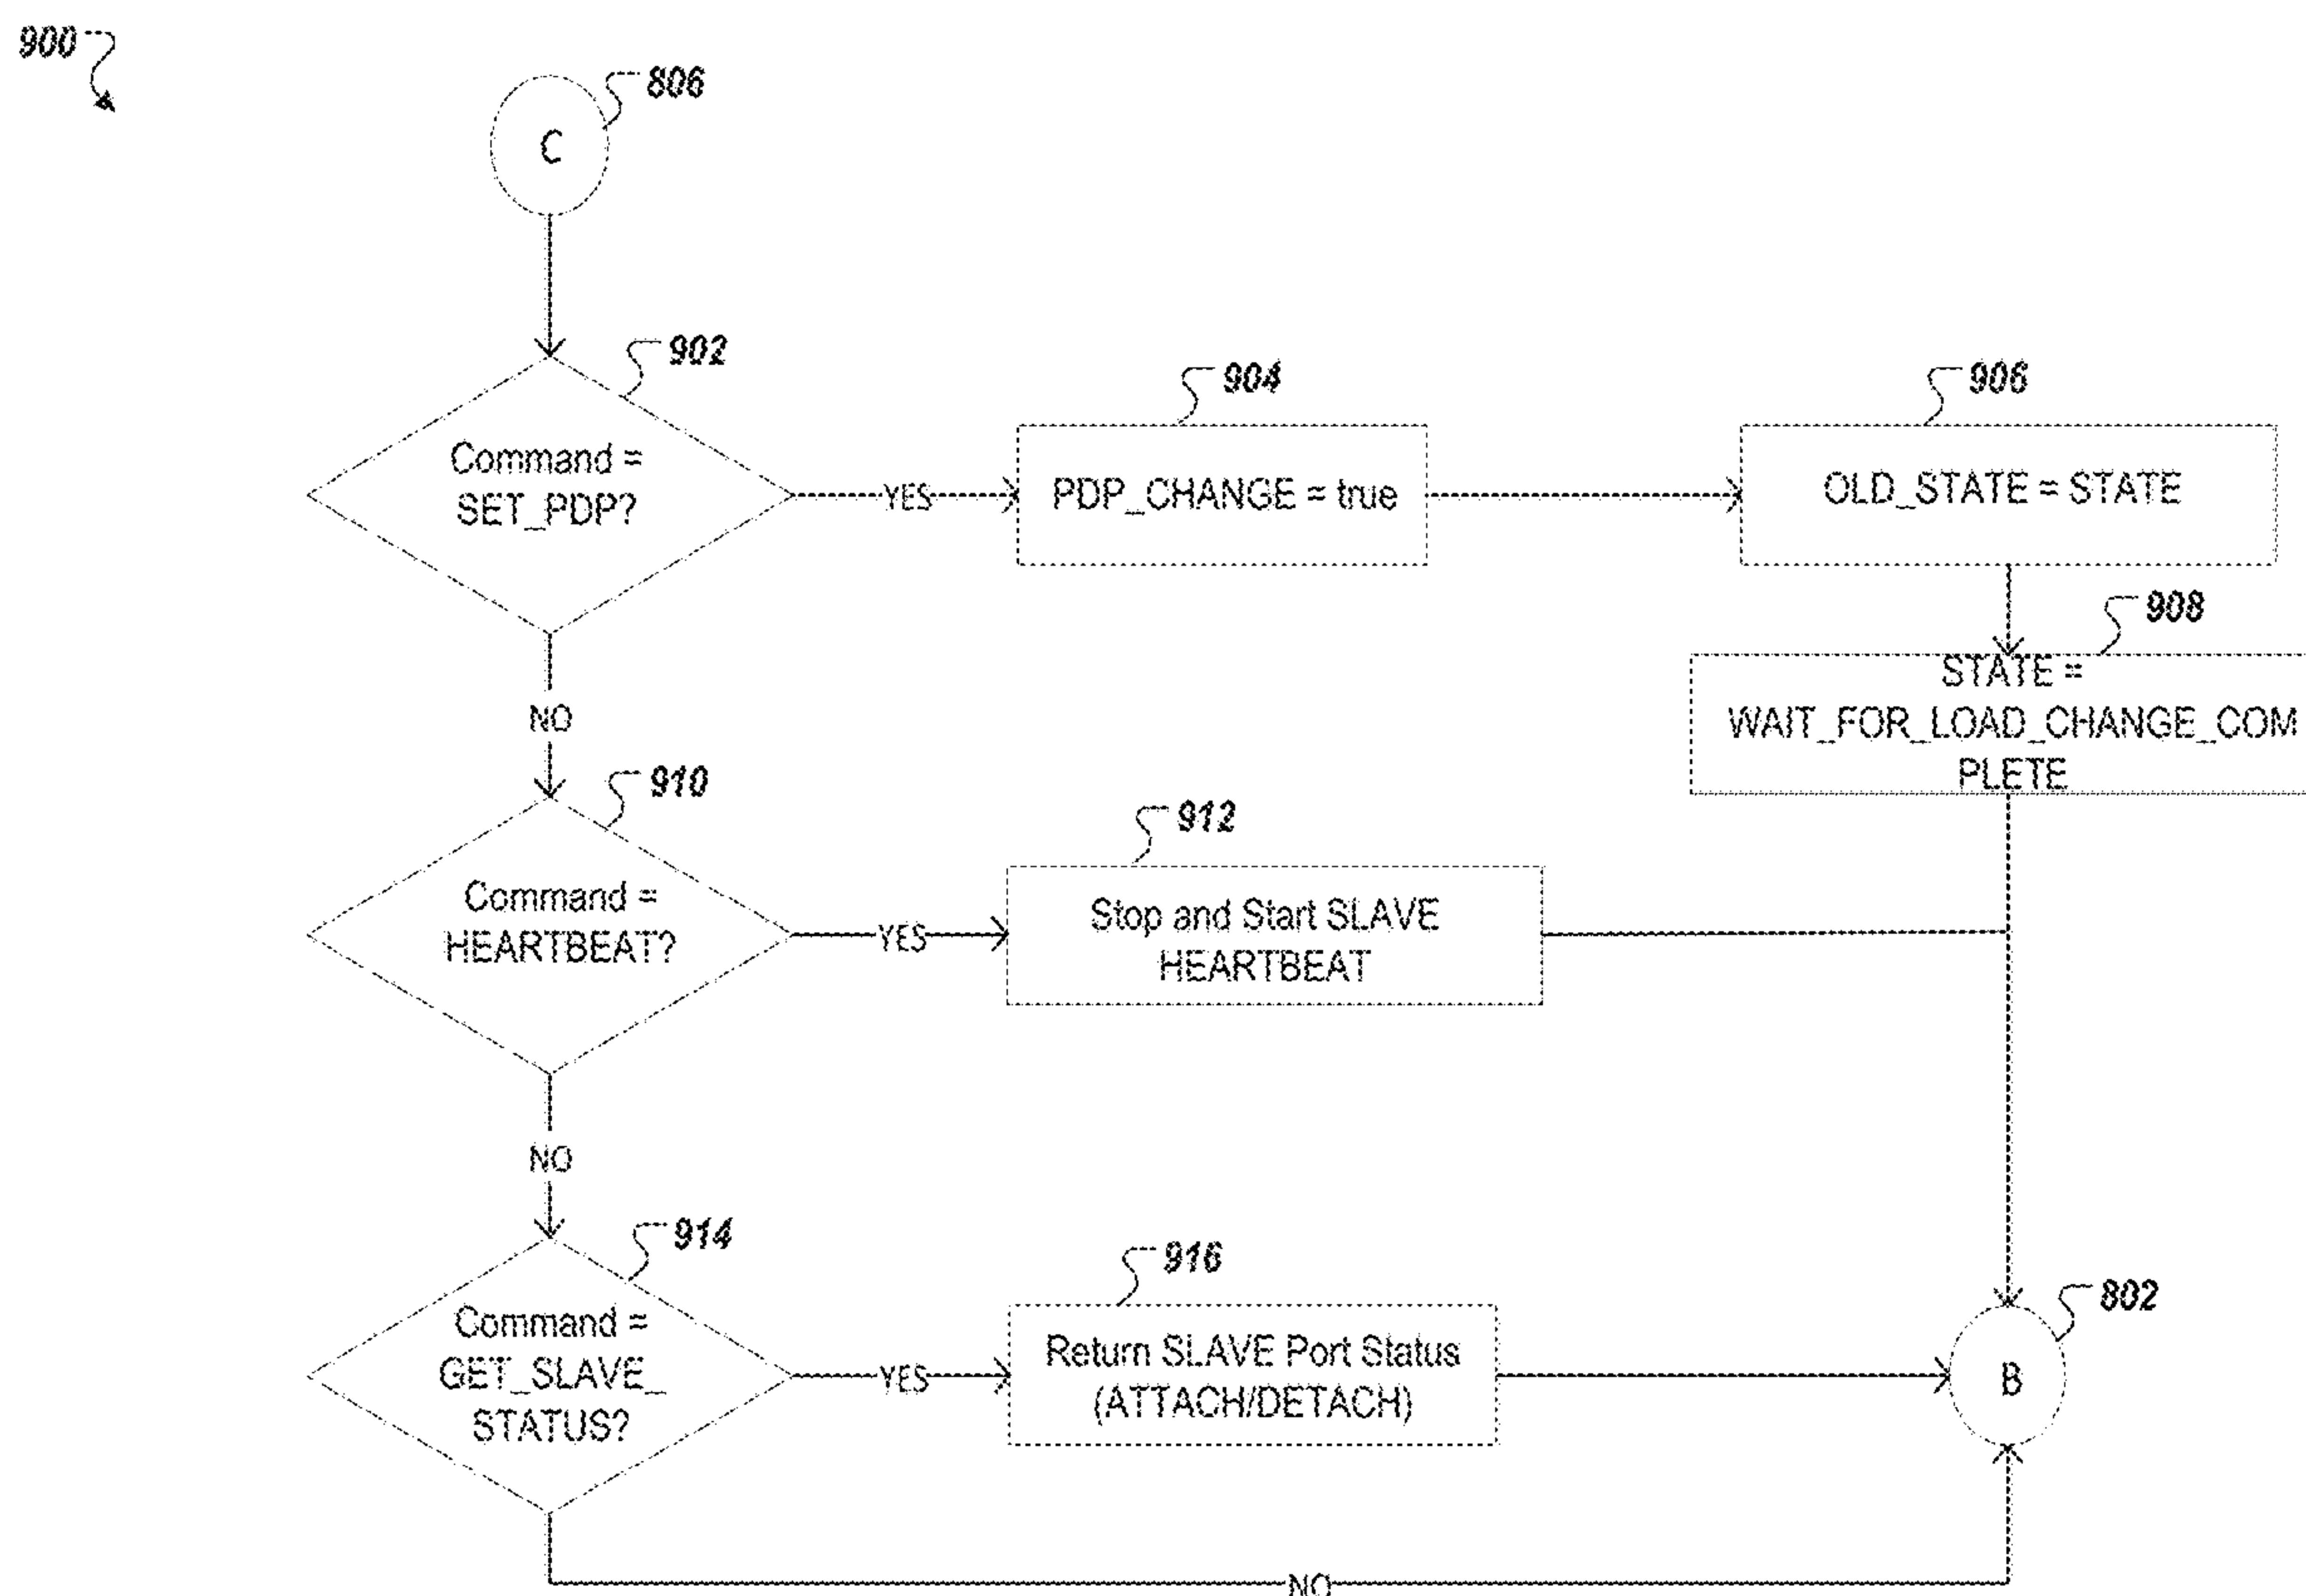 900
806
C
902
Command =
SET_PDP?
YES
904
PDP_CHANGE = true
906
OLD_STATE = STATE
908
STATE =
WAIT_FOR_LOAD_CHANGE_COM
PLETE
NO
910
Command =
HEARTBEAT?
YES
912
Stop and Start SLAVE
HEARTBEAT
NO
914
Command =
GET_SLAVE_
STATUS?
YES
916
Return SLAVE Port Status
(ATTACH/DETACH)
802
B
NO